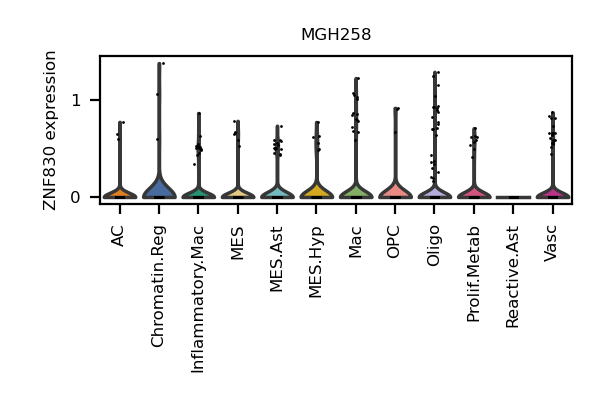 MGH258
ZNF830 expression
1
0
AC
Chromatin.Reg
Inflammatory.Mac
MES
MES.Ast
MES.Hyp
Mac
OPC
Oligo
Prolif.Metab
Reactive.Ast
Vasc